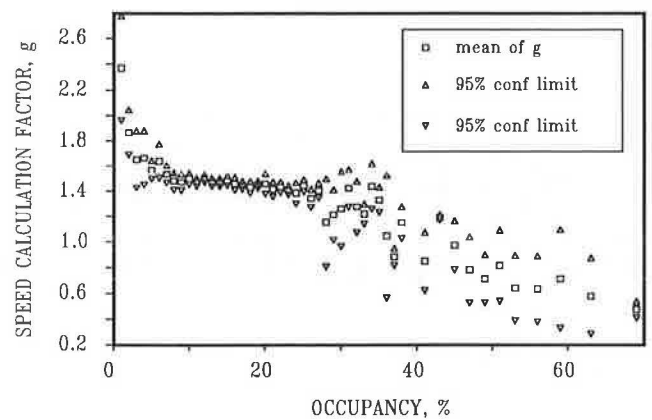 SPEED CALCULATION FACTOR, g
2.6
2.2
1.8
1.4
1.0
0.6
0.2
mean of g
95% conf limit
95% conf limit
0
20
40
60
OCCUPANCY, %